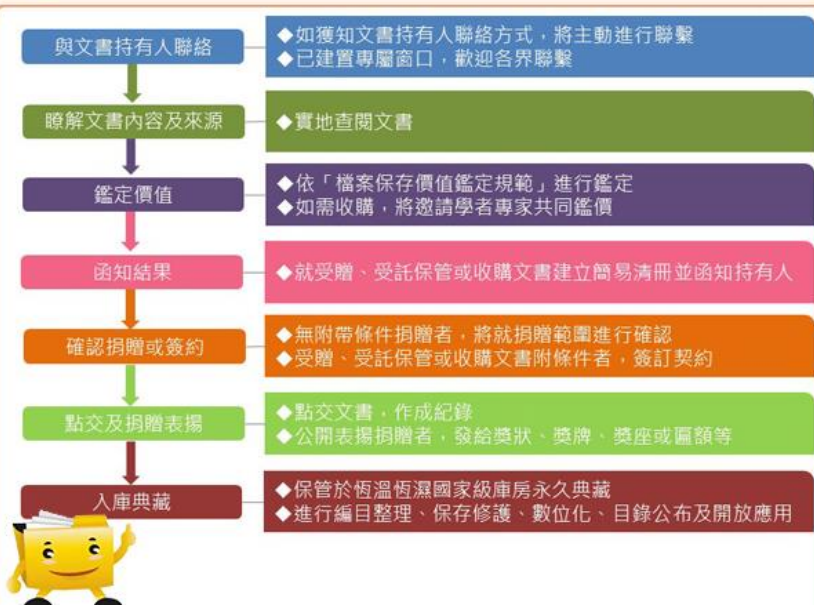 與文書持有人聯絡
◆如獲知文書持有人聯絡方式，將主動進行聯繫
◆已建置專屬窗口，歡迎各界聯繫
瞭解文書內容及來源
◆實地查閱文書
鑑定價值
◆依「檔案保存價值鑑定規範」進行鑑定
◆如需收購，將邀請學者專家共同鑑價
函知結果
◆就受贈、受託保管或收購文書建立簡易清冊並函知持有人
確認捐贈或簽約
◆無附帶條件捐贈者，將就捐贈範圍進行確認
◆受贈、受託保管或收購文書附條件者，簽訂契約
點交及捐贈表揚
◆點交文書，作成紀錄
◆公開表揚捐贈者，發給獎狀、獎牌、獎座或匾額等
入庫典藏
◆保管於恆溫恆濕國家級庫房永久典藏
◆進行編目整理、保存修護、數位化、目錄公布及開放應用